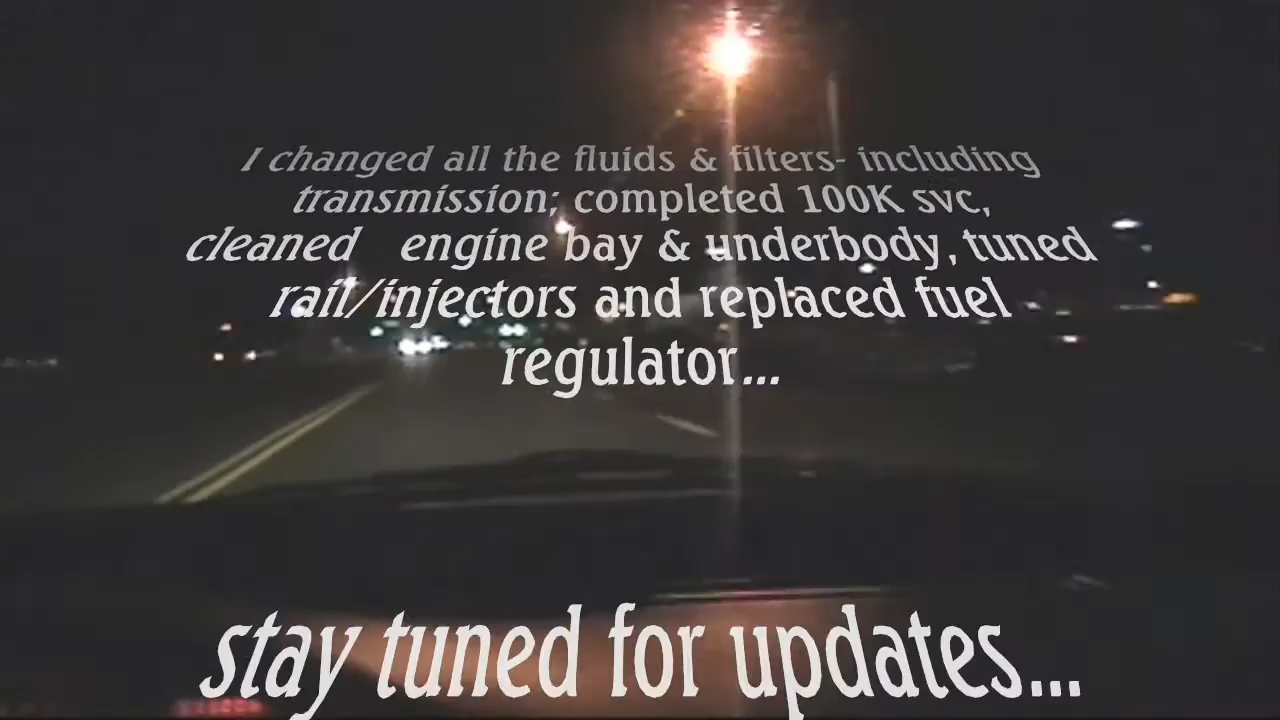 I changed all the fluids & filters- including
transmission; completed 100K svc,
cleaned engine bay & underbody, tuned
rail/injectors and replaced fuel
regulator...
stay tuned for updates...